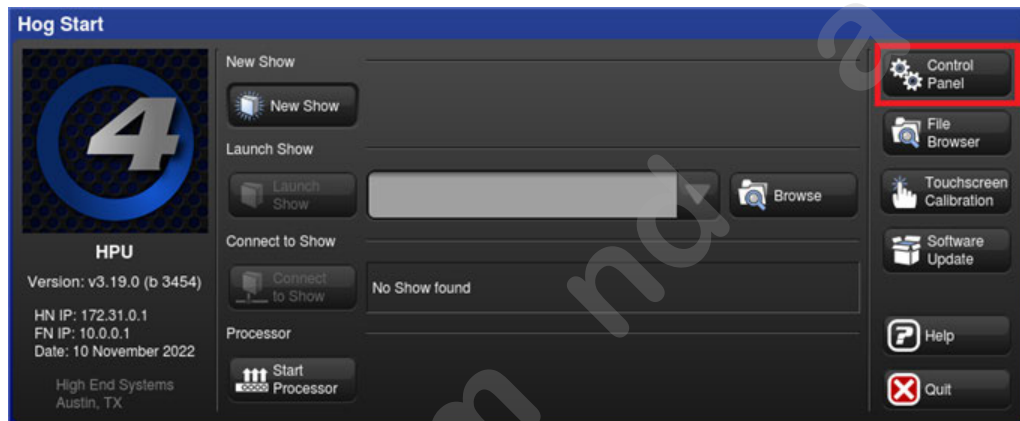 Hog Start
4
HPU
Version: v3.19.0 (b 3454)
HN IP: 172.31.0.1
FN IP: 10.0.0.1
Date: 10 November 2022
High End Systems
Austin, TX
New Show
New Show
Launch Show
Launch
Show
Browse
Connect to Show
Connect
to Show
No Show found
Processor
Start
Processor
Control
Panel
File
Browser
Touchscreen
Calibration
Software
Update
Help
Quit